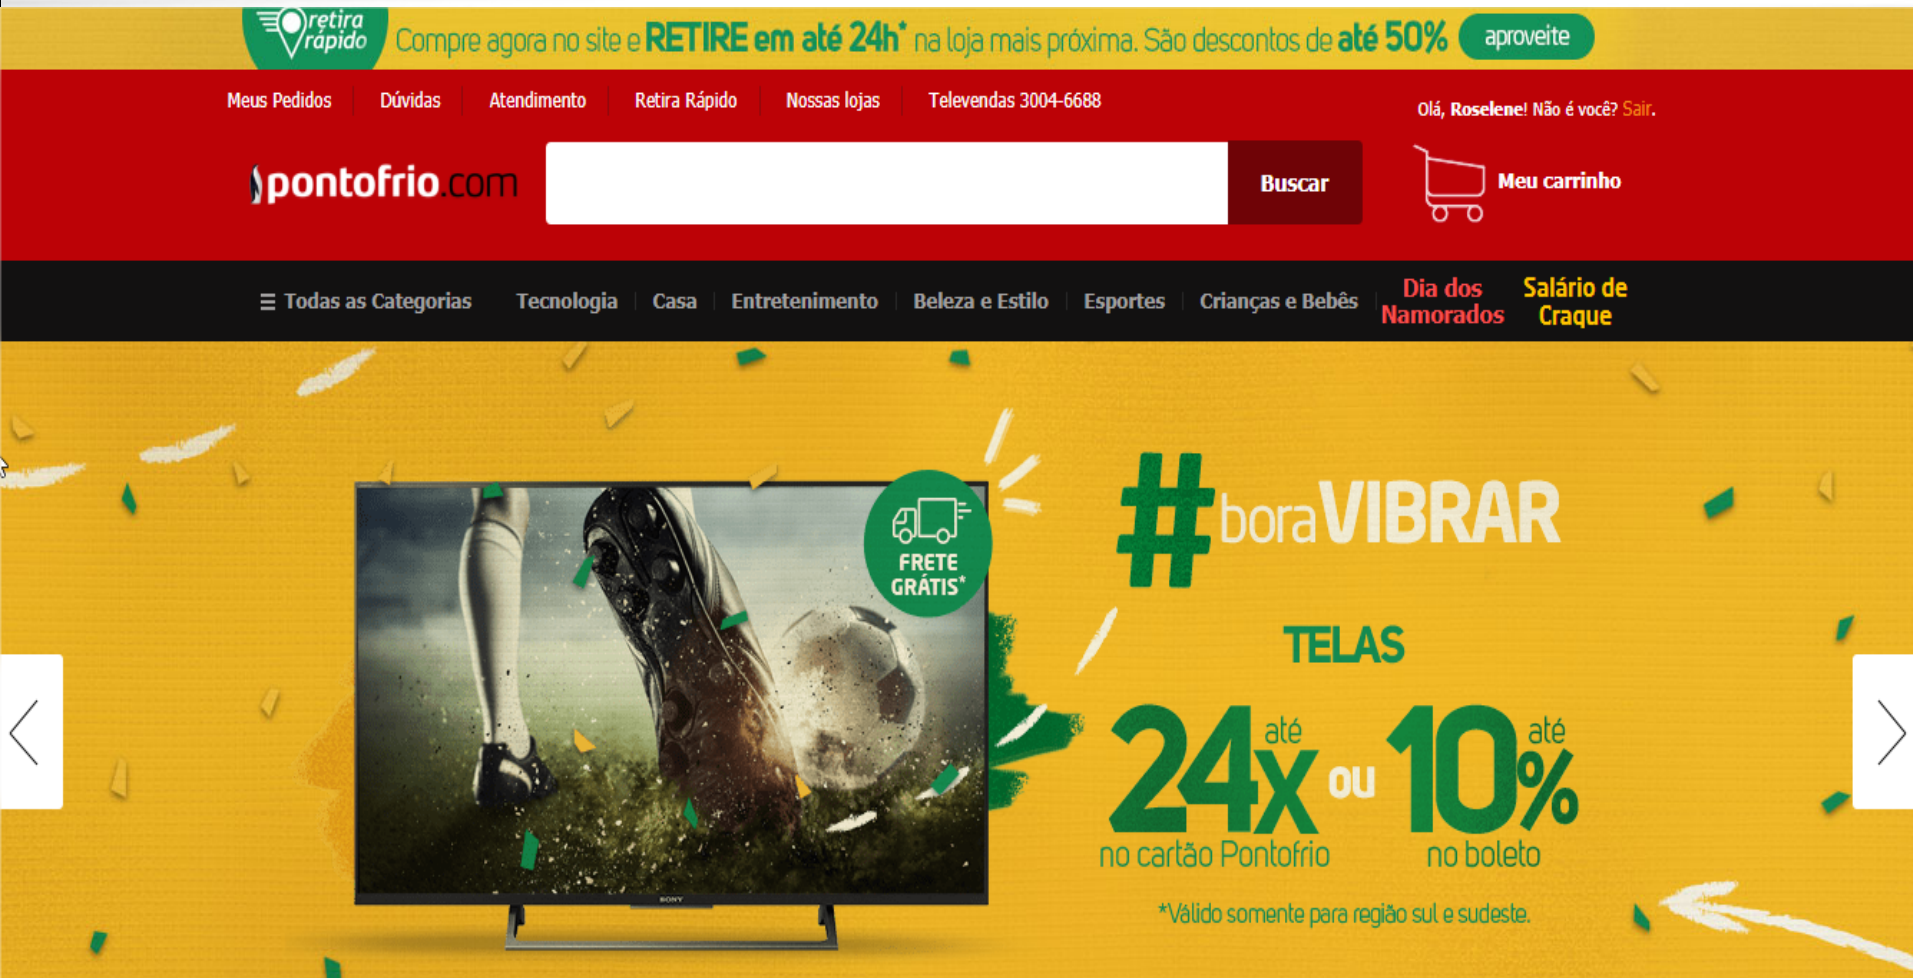 retira
rápido
Compre agora no site e RETIRE em até 24h* na loja mais próxima. São descontos de até 50%
aproveite
Meus Pedidos
Dúvidas
Atendimento
Retira Rápido
Nossas lojas
Televendas 3004-6688
Olá, Roselene! Não é você? Sair.
pontofrio.com
Buscar
Meu carrinho
Todas as Categorias
Tecnologia
Casa
Entretenimento
Beleza e Estilo
Esportes
Crianças e Bebês
Dia dos
Namorados
Salário de
Craque
FRETE
GRÁTIS*
#boraVIBRAR
TELAS
até
24x
no cartão Pontofrio
ou
até
10%
no boleto
SONY
*Válido somente para região sul e sudeste.